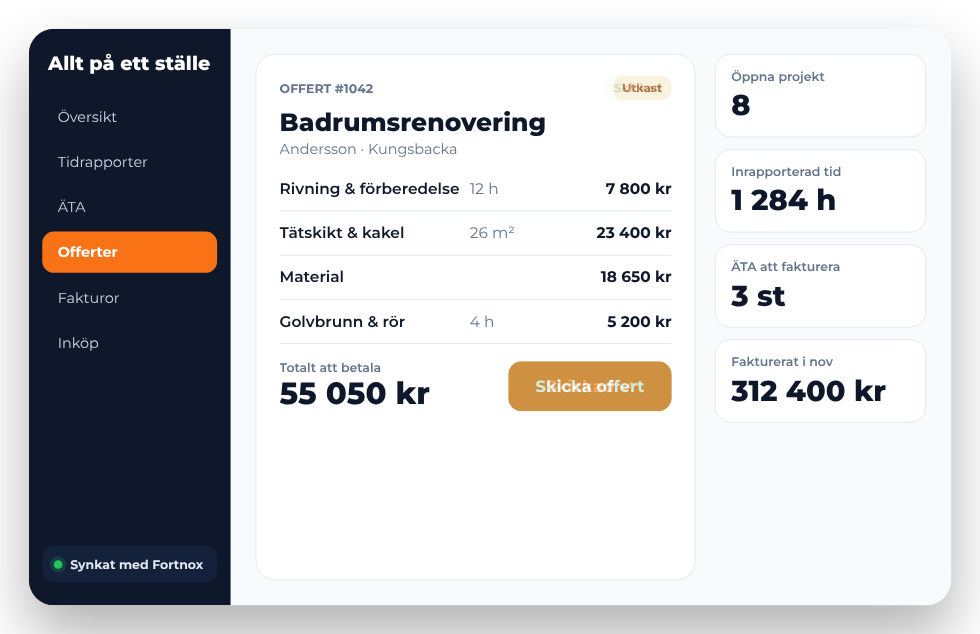 Allt på ett ställe
Översikt
Tidrapporter
ÄTA
Offerter
Fakturor
Inköp
Synkat med Fortnox
OFFERT #1042
Utkast
Badrumsrenovering
Andersson · Kungsbacka
Rivning & förberedelse 12 h 7 800 kr
Tätskikt & kakel 26 m² 23 400 kr
Material 18 650 kr
Golvbrunn & rör 4 h 5 200 kr
Totalt att betala
55 050 kr
Skicka offert
Öppna projekt
8
Inrapporterad tid
1 284 h
ÄTA att fakturera
3 st
Fakturerat i nov
312 400 kr